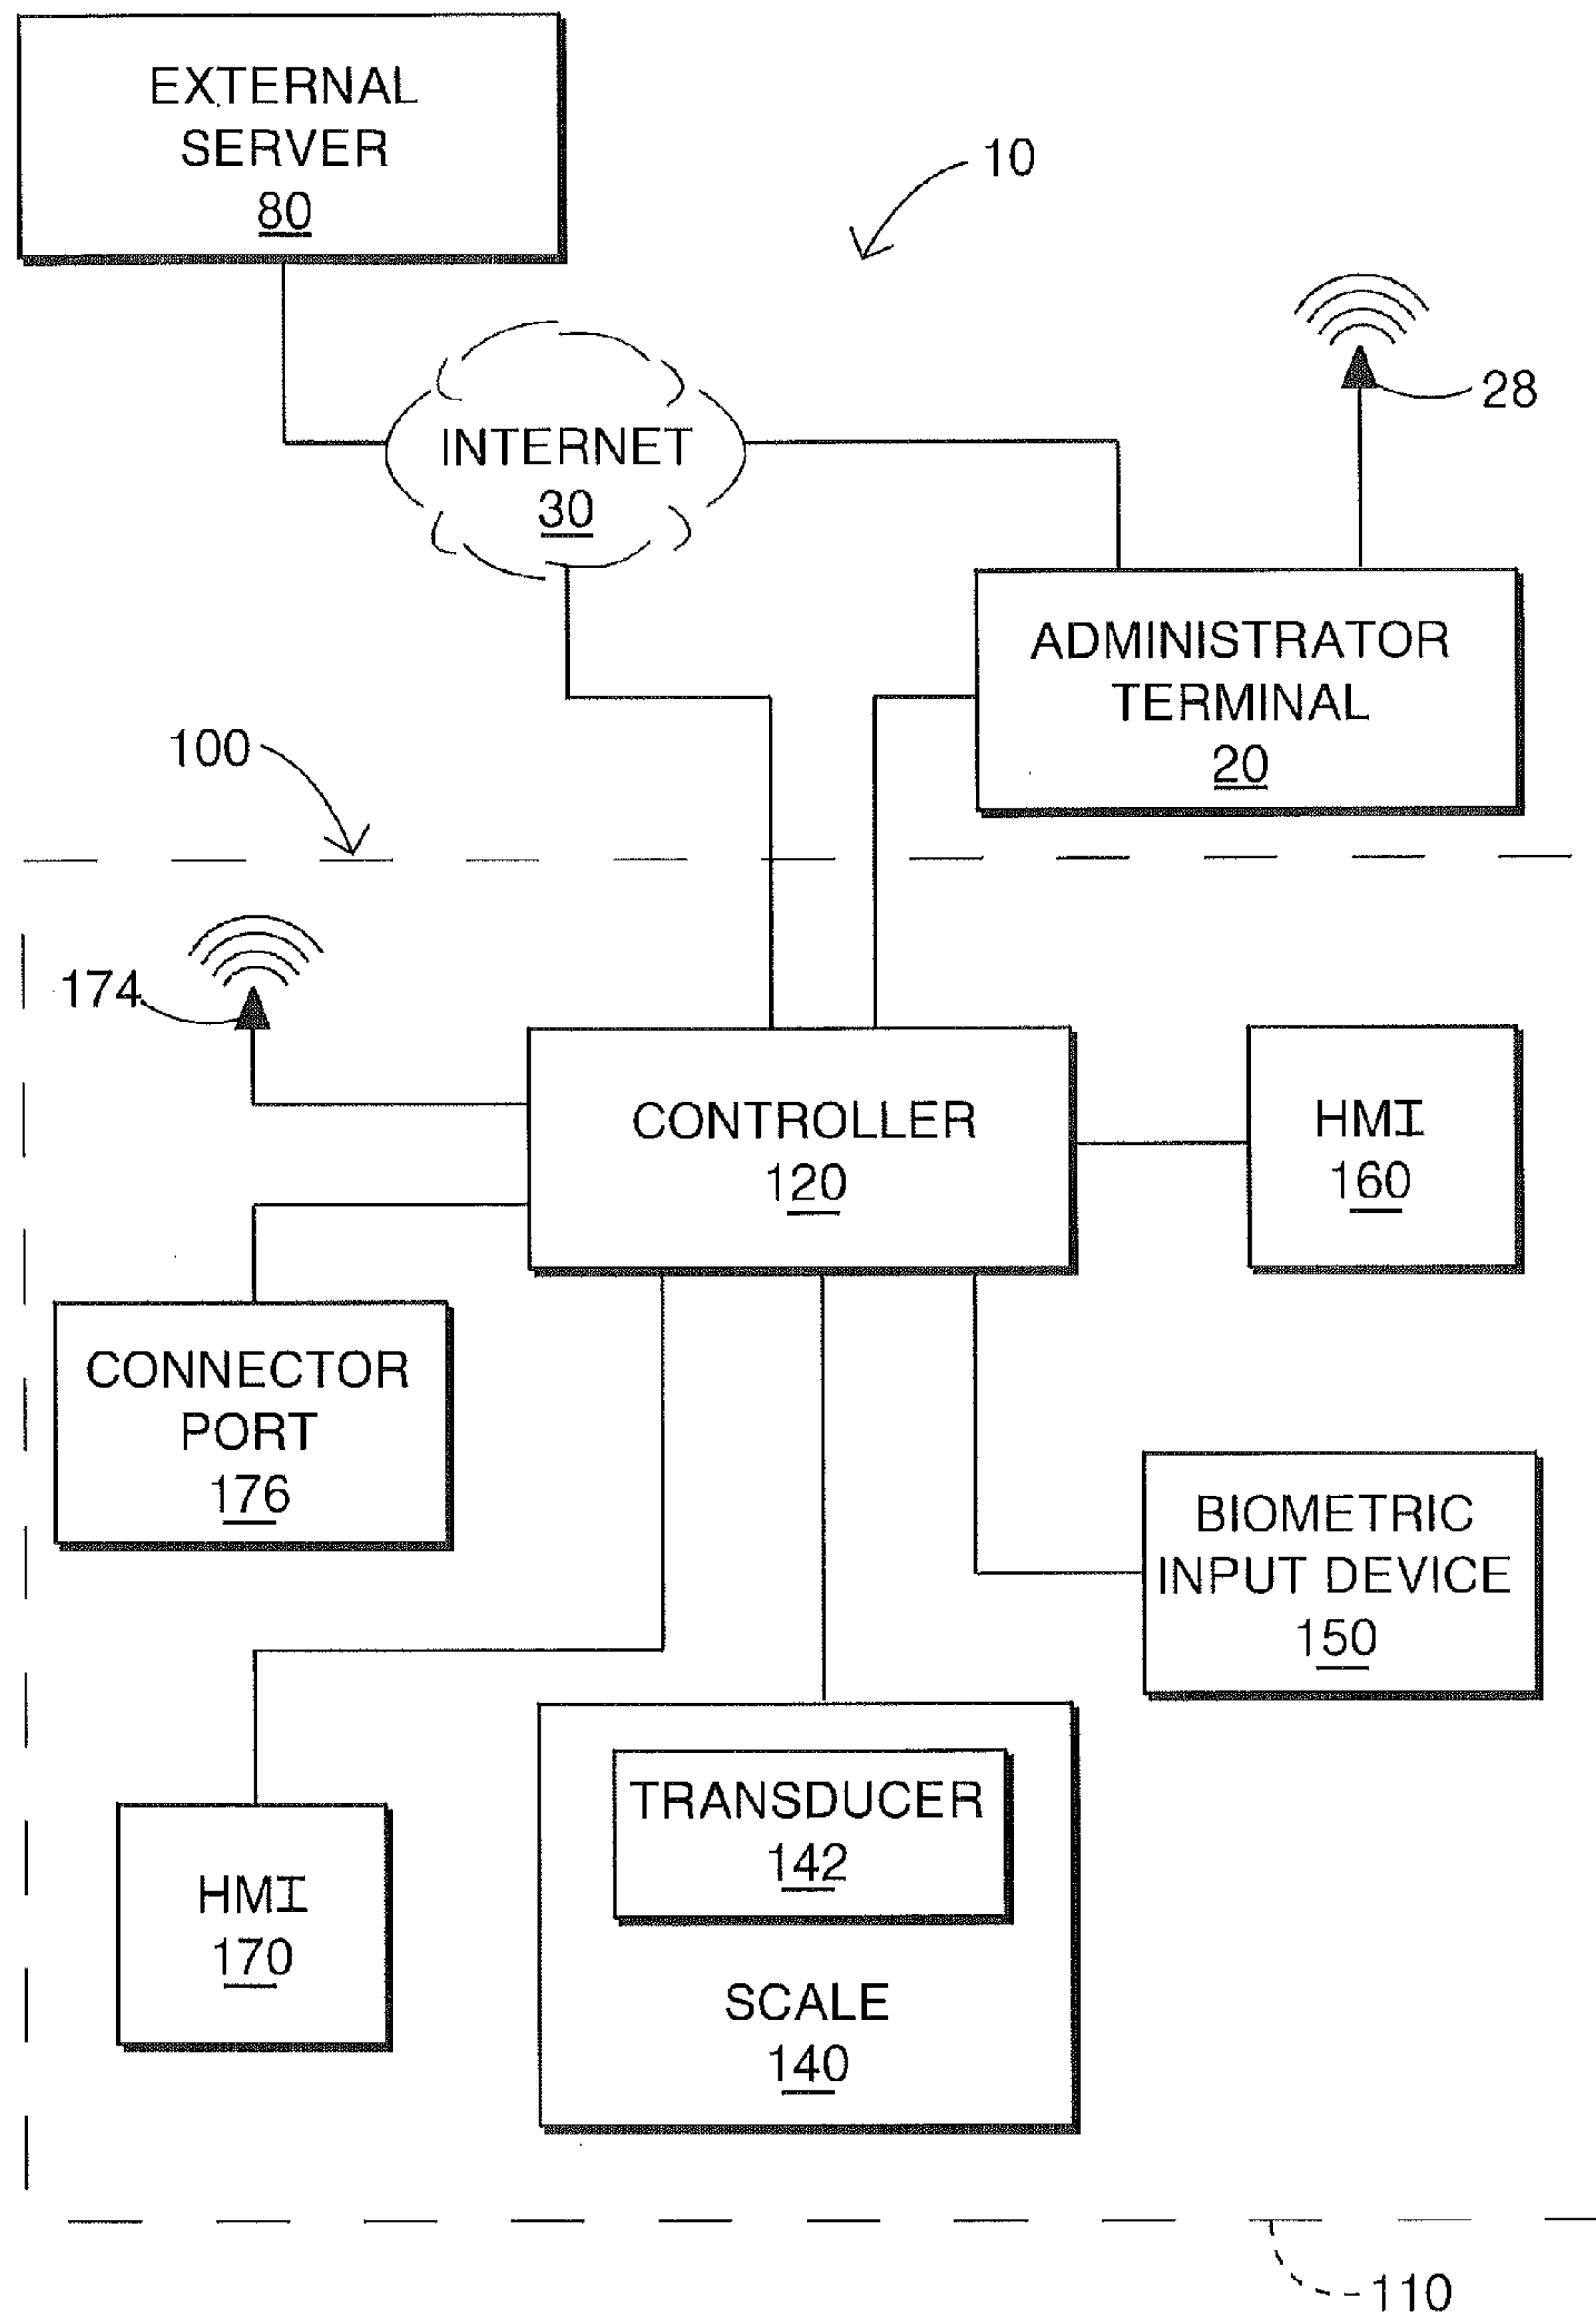 EXTERNAL
SERVER
80
10
28
INTERNET
30
ADMINISTRATOR
TERMINAL
20
100
174
CONTROLLER
120
HMI
160
CONNECTOR
PORT
176
BIOMETRIC
INPUT DEVICE
150
TRANSDUCER
142
HMI
170
SCALE
140
110